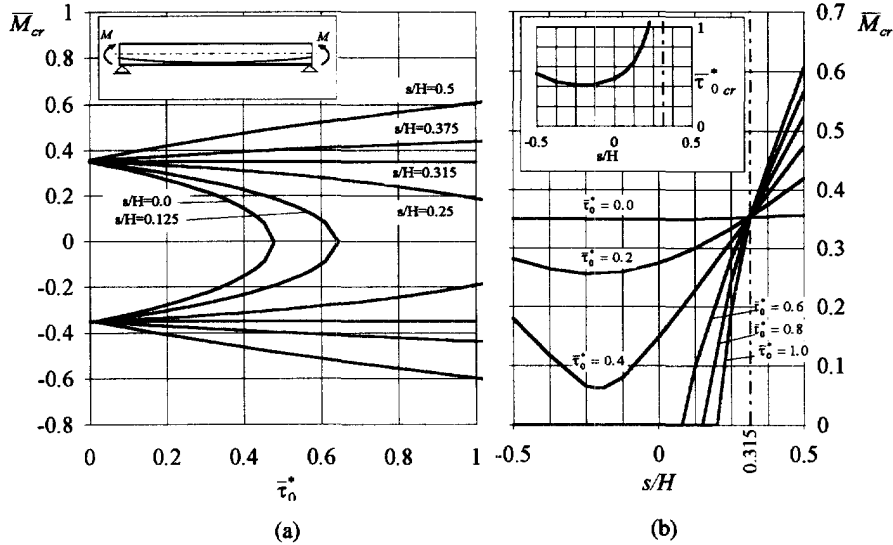 M̅cr
1
0.8
0.6
0.4
0.2
0
-0.2
-0.4
-0.6
-0.8
M
M
s/H=0.5
s/H=0.375
s/H=0.315
s/H=0.0
s/H=0.125
s/H=0.25
0
0.2
0.4
0.6
0.8
1
τ̅₀*
(a)
M̅cr
0.7
0.6
0.5
0.4
0.3
0.2
0.1
0
1
τ̅*₀ cr
0
-0.5
0
0.5
s/H
τ̅₀* = 0.0
τ̅₀* = 0.2
τ̅₀* = 0.4
τ̅₀* = 0.6
τ̅₀* = 0.8
τ̅₀* = 1.0
-0.5
0
0.315
0.5
s/H
(b)